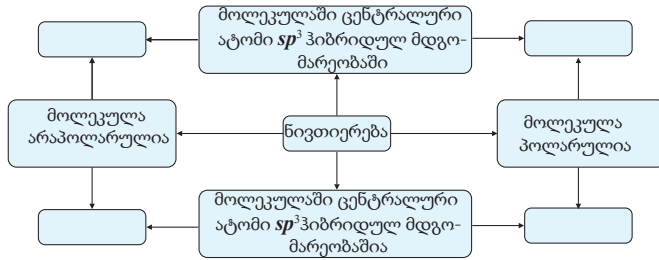 მოლეკულაში ცენტრალური
ატომი sp³ ჰიბრიდულ მდგო-
მარეობაში
მოლეკულა
არაპოლარულია
ნივთიერება
მოლეკულა
პოლარულია
მოლეკულაში ცენტრალური
ატომი sp³ჰიბრიდულ მდგო-
მარეობაშია